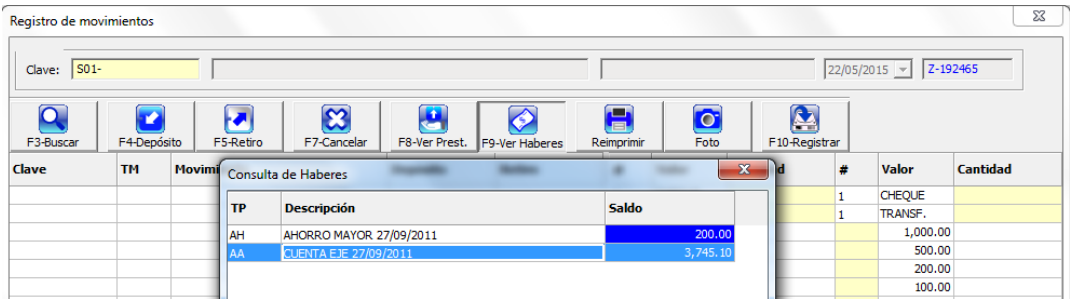 Registro de movimientos
Clave: S01- 22/05/2015 Z-192465
F3-Buscar F4-Depósito F5-Retiro F7-Cancelar F8-Ver Prest. F9-Ver Haberes Reimprimir Foto F10-Registrar
Clave TM # Valor Cantidad
Consulta de Haberes
TP Descripción Saldo
AH AHORRO MAYOR 27/09/2011 200.00
AA CUENTA EJE 27/09/2011 3,745.10
1 CHEQUE
1 TRANSF.
1,000.00
500.00
200.00
100.00